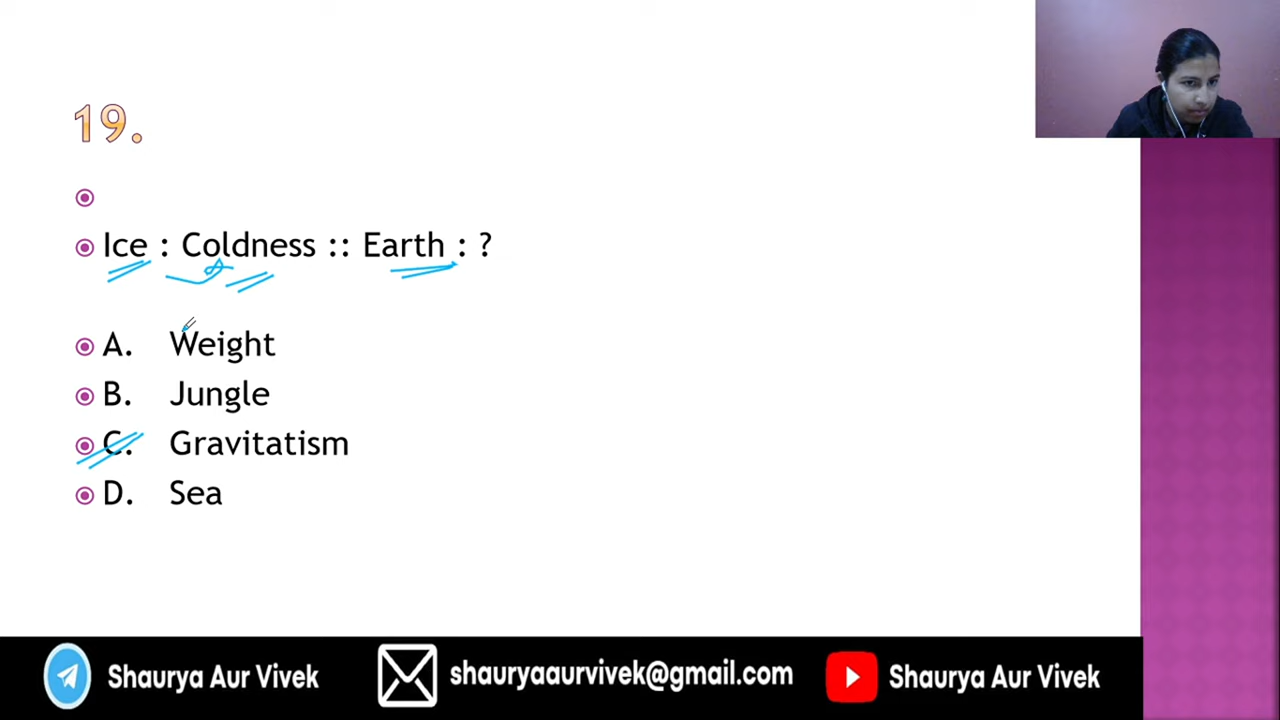 19.
Ice : Coldness :: Earth : ?
A. Weight
B. Jungle
C. Gravitatism
D. Sea
Shaurya Aur Vivek shauryaaurvivek@gmail.com Shaurya Aur Vivek